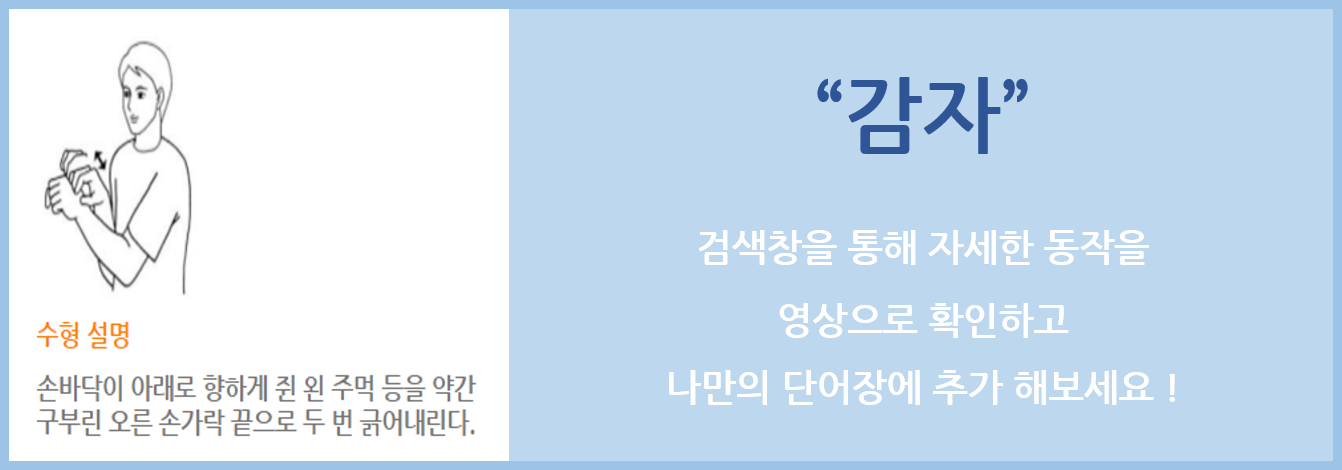 수형 설명
손바닥이 아래로 향하게 쥔 왼 주먹 등을 약간
구부린 오른 손가락 끝으로 두 번 긁어내린다.
“감자”
검색창을 통해 자세한 동작을
영상으로 확인하고
나만의 단어장에 추가 해보세요 !